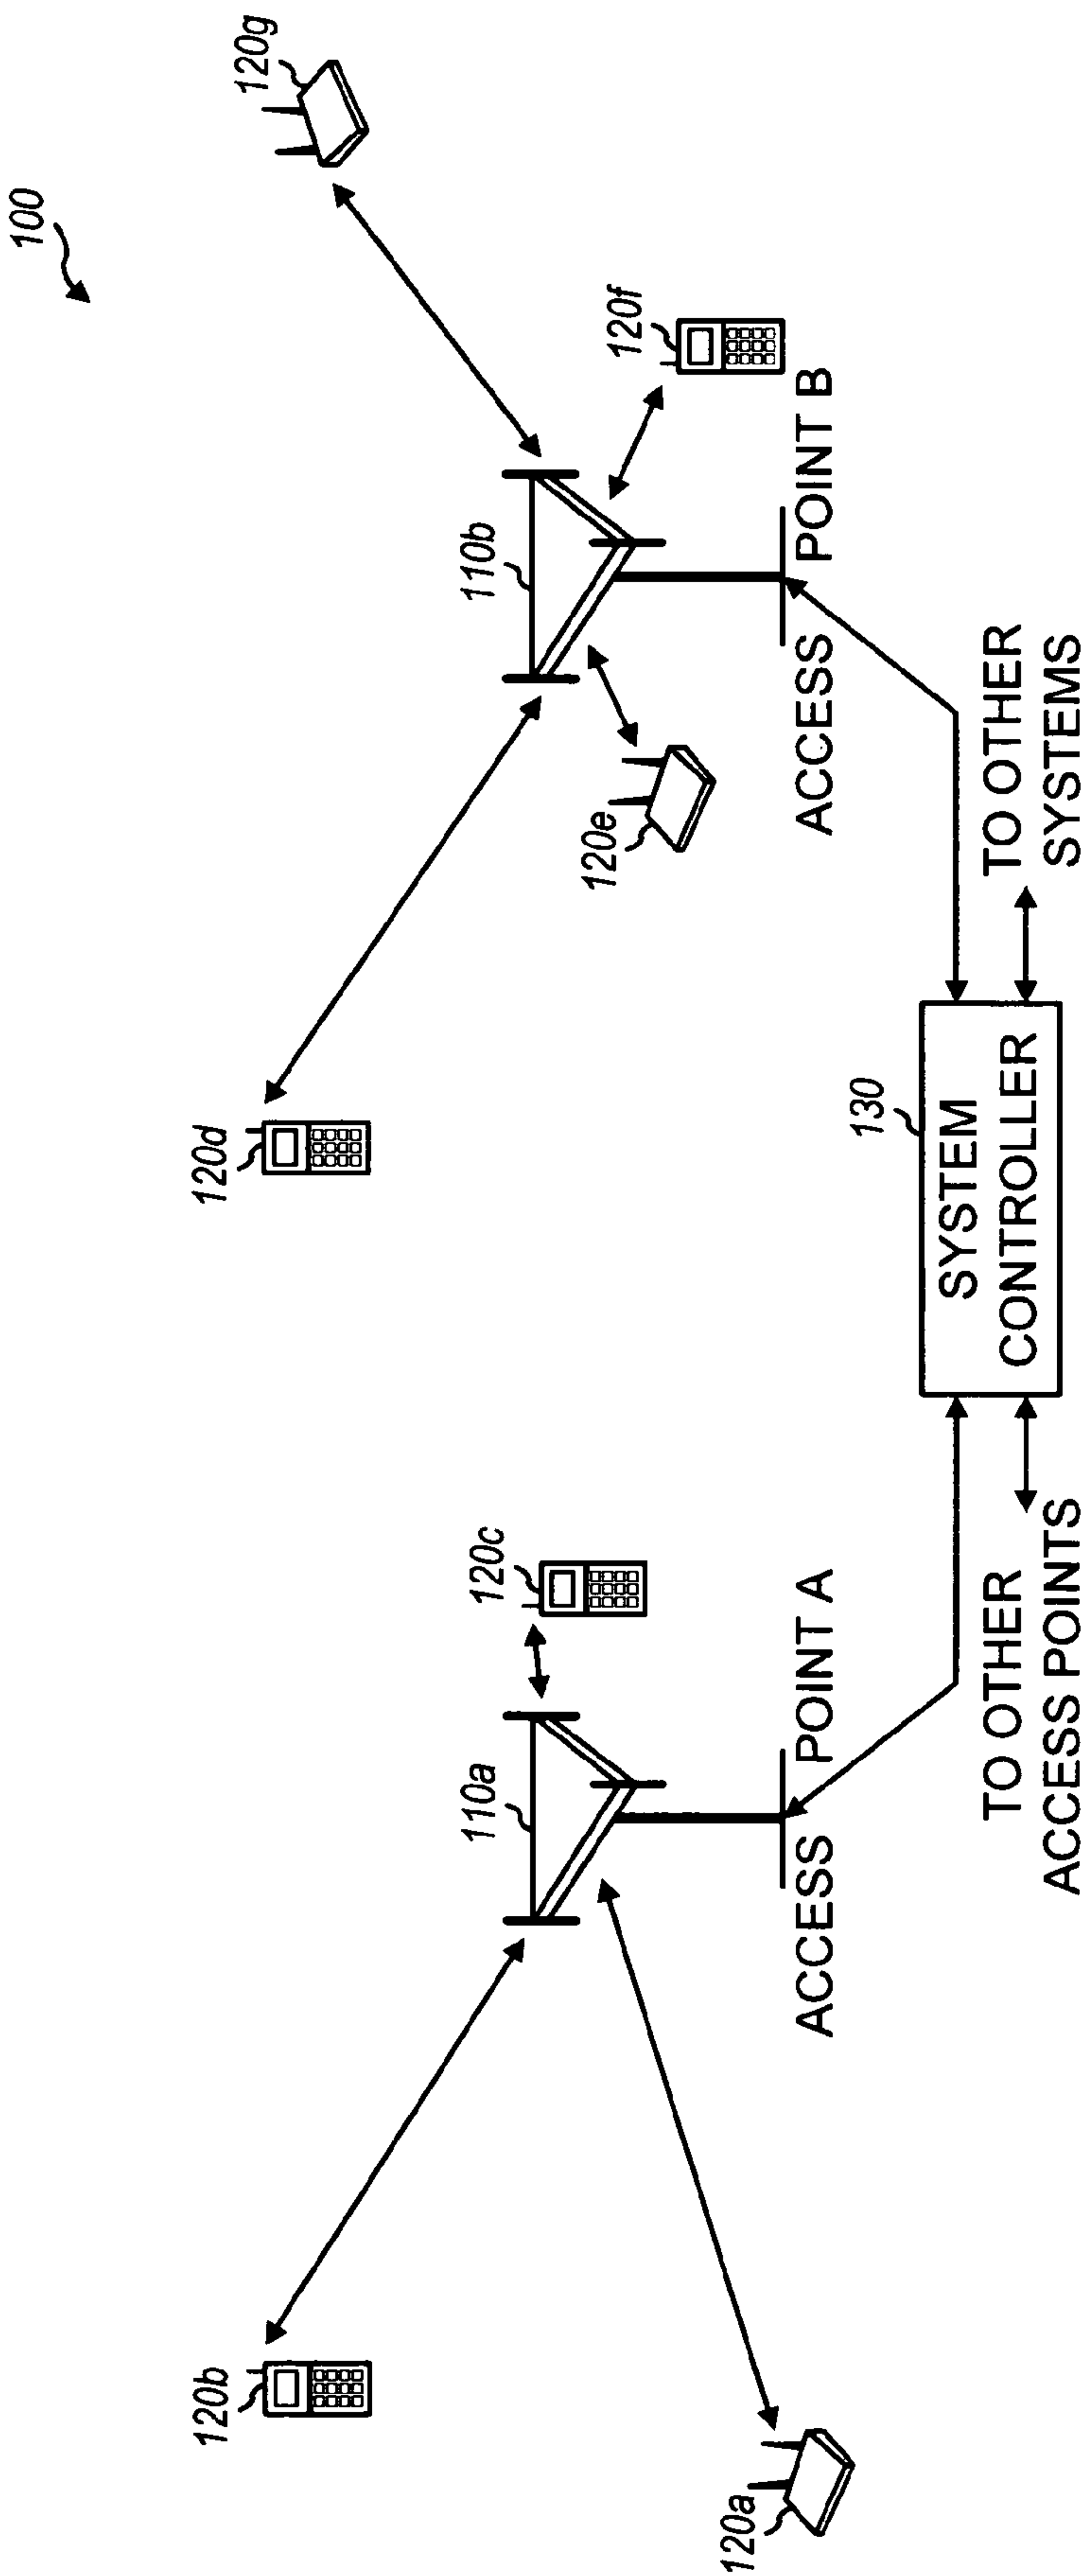 100
120g
120d
120b
110b
120f
120c
110a
120e
120a
ACCESS POINT A
ACCESS POINT B
130
SYSTEM
CONTROLLER
TO OTHER
ACCESS POINTS
TO OTHER
SYSTEMS